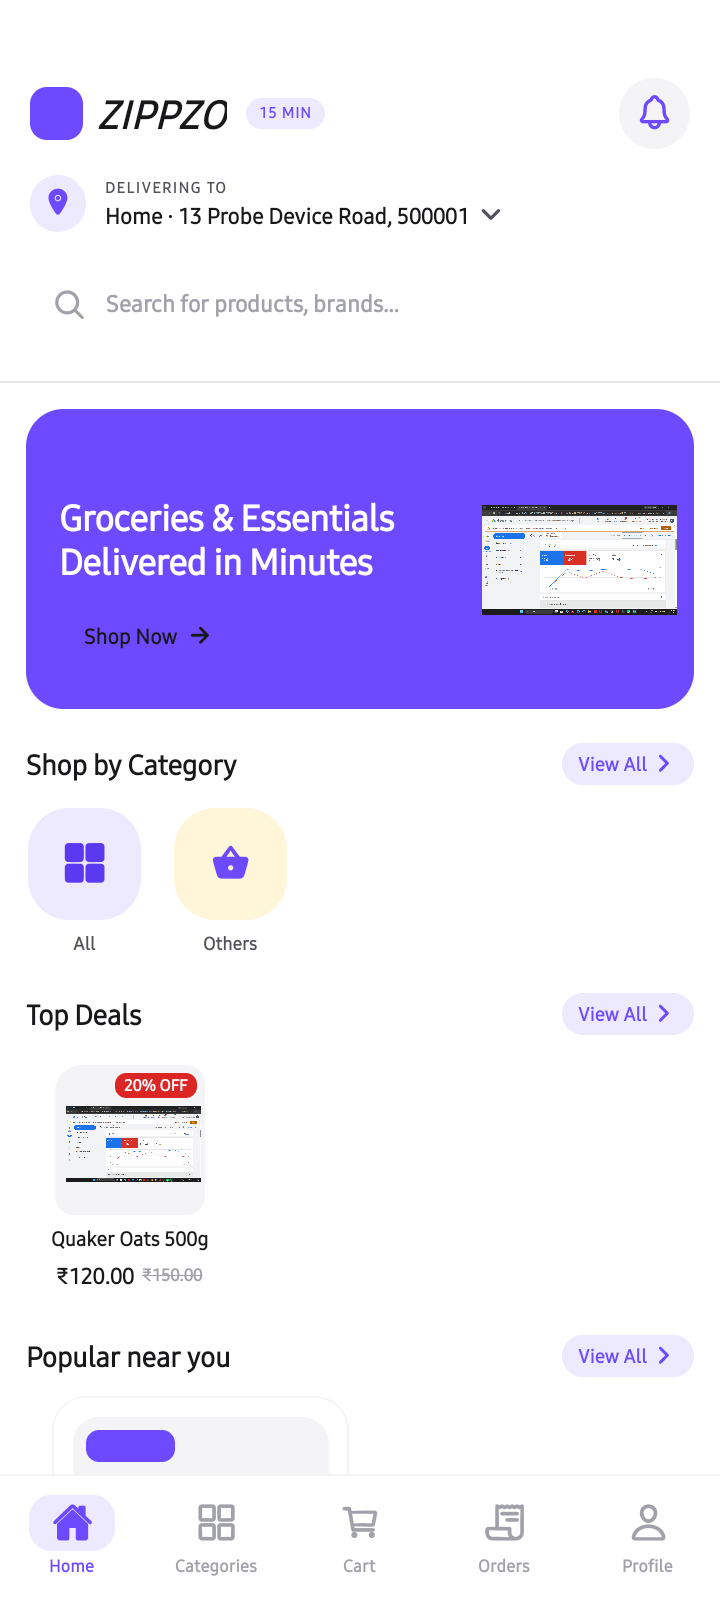 ZIPPZO
15 MIN
DELIVERING TO
Home · 13 Probe Device Road, 500001
Search for products, brands...
Groceries & Essentials
Delivered in Minutes
Shop Now
Shop by Category
View All
All
Others
Top Deals
View All
20% OFF
Quaker Oats 500g
₹120.00 ₹150.00
Popular near you
View All
Home
Categories
Cart
Orders
Profile